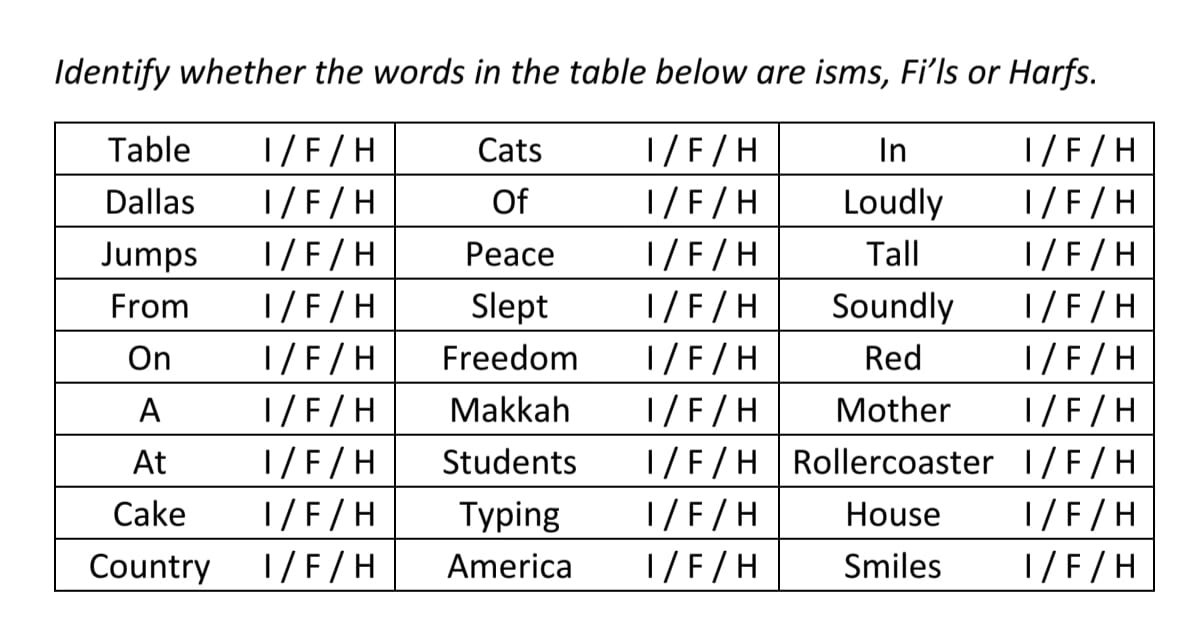 Identify whether the words in the table below are isms, Fi’ls or Harfs.
Table I / F / H Cats I / F / H In I / F / H
Dallas I / F / H Of I / F / H Loudly I / F / H
Jumps I / F / H Peace I / F / H Tall I / F / H
From I / F / H Slept I / F / H Soundly I / F / H
On I / F / H Freedom I / F / H Red I / F / H
A I / F / H Makkah I / F / H Mother I / F / H
At I / F / H Students I / F / H Rollercoaster I / F / H
Cake I / F / H Typing I / F / H House I / F / H
Country I / F / H America I / F / H Smiles I / F / H